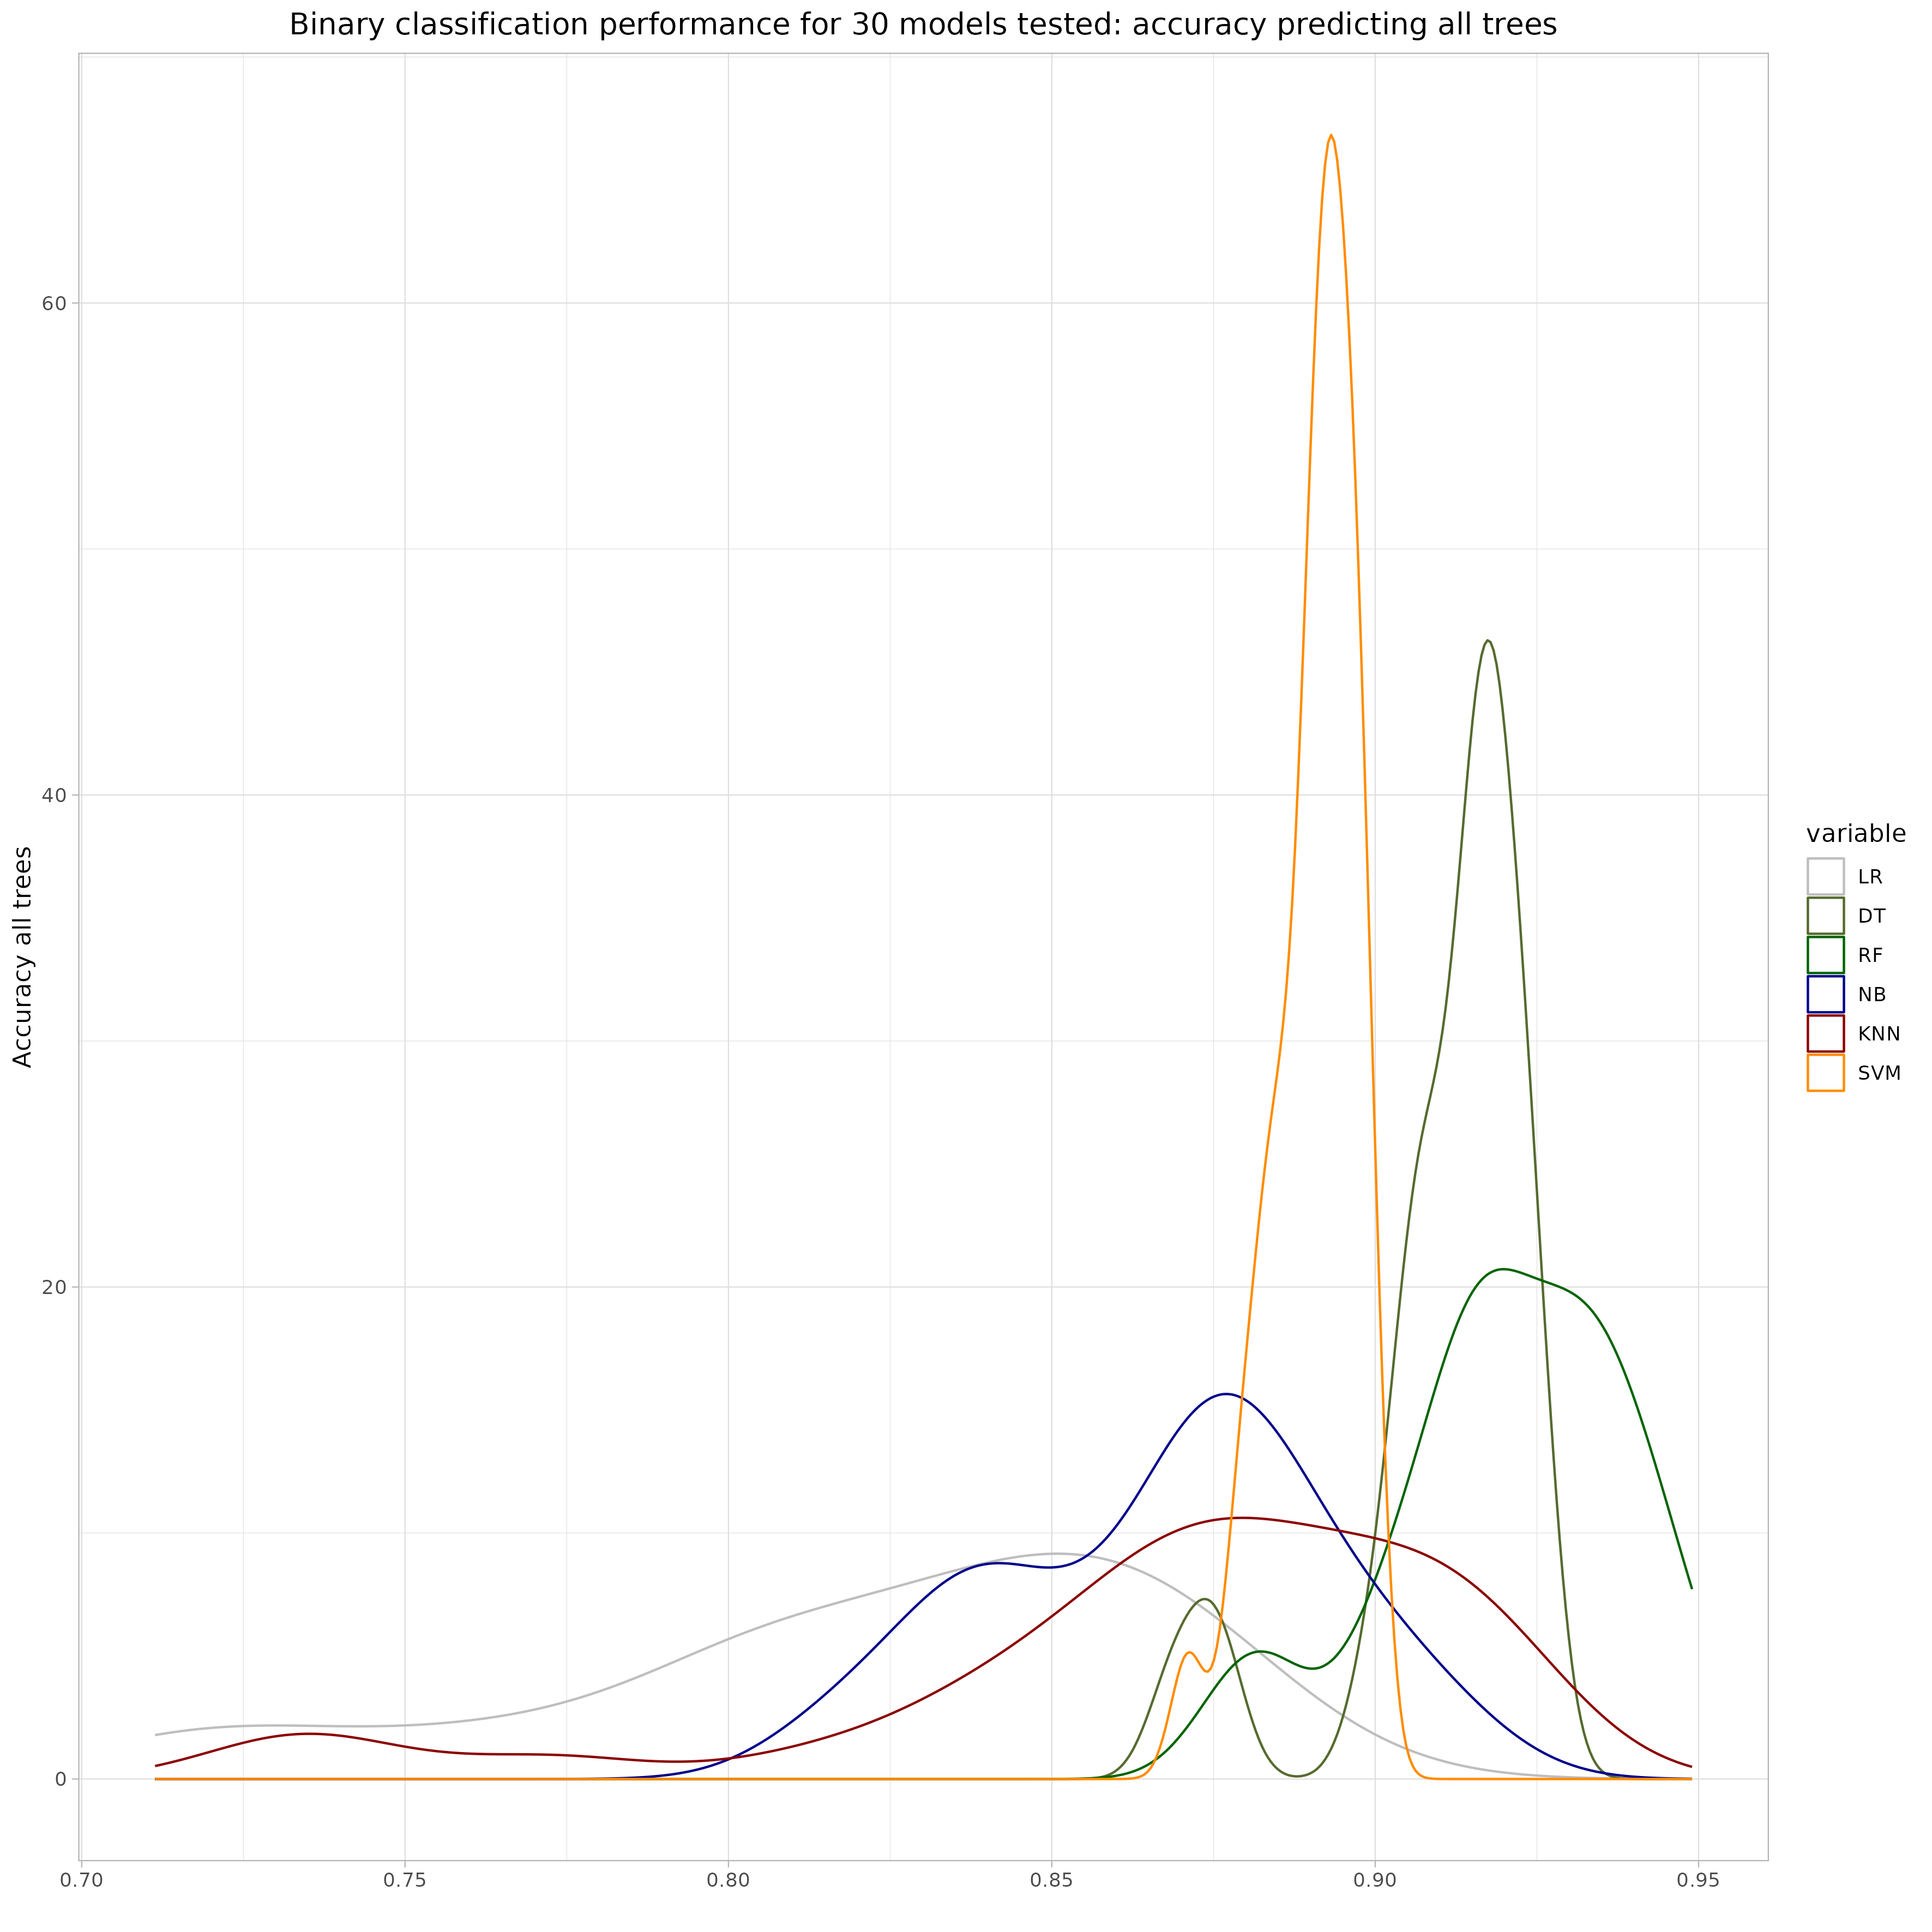 Binary classification performance for 30 models tested: accuracy predicting all trees
Accuracy all trees
60
40
20
0
0.70 0.75 0.80 0.85 0.90 0.95
variable
LR
DT
RF
NB
KNN
SVM